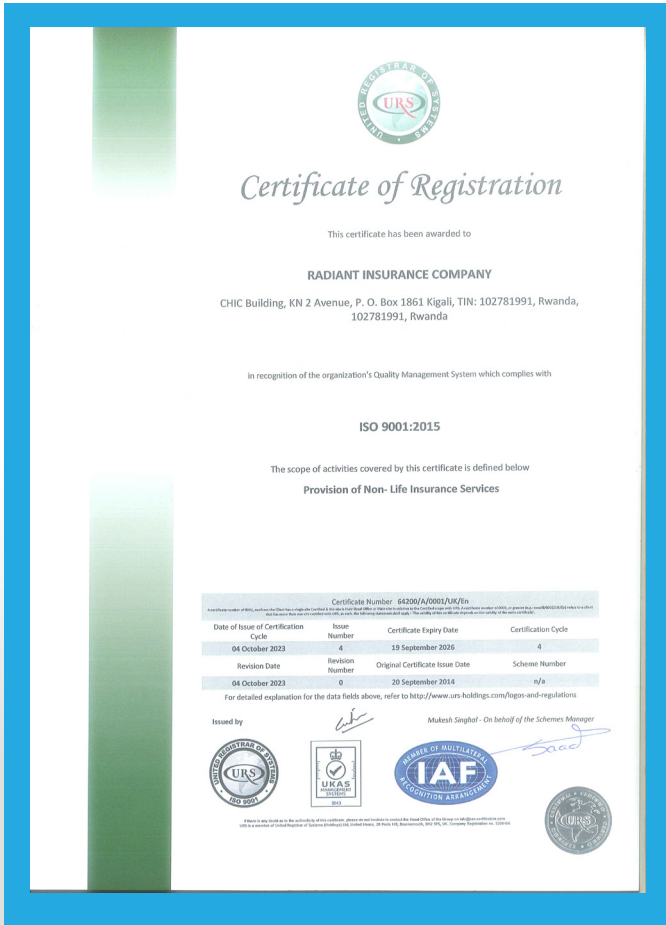 UNITED REGISTRAR OF SYSTEMS
URS
Certificate of Registration
This certificate has been awarded to
RADIANT INSURANCE COMPANY
CHIC Building, KN 2 Avenue, P. O. Box 1861 Kigali, TIN: 102781991, Rwanda,
102781991, Rwanda
in recognition of the organization's Quality Management System which complies with
ISO 9001:2015
The scope of activities covered by this certificate is defined below
Provision of Non- Life Insurance Services
Certificate Number 64200/A/0001/UK/En
Date of Issue of Certification Cycle
Issue Number
Certificate Expiry Date
Certification Cycle
04 October 2023
4
19 September 2026
4
Revision Date
Revision Number
Original Certificate Issue Date
Scheme Number
04 October 2023
0
20 September 2014
n/a
For detailed explanation for the data fields above, refer to http://www.urs-holdings.com/logos-and-regulations
Issued by
Mukesh Singhal - On behalf of the Schemes Manager
UNITED REGISTRAR OF SYSTEMS
URS
ISO 9001
UKAS
MANAGEMENT
SYSTEMS
MEMBER OF MULTILATERAL
IAF
RECOGNITION ARRANGEMENT
URS